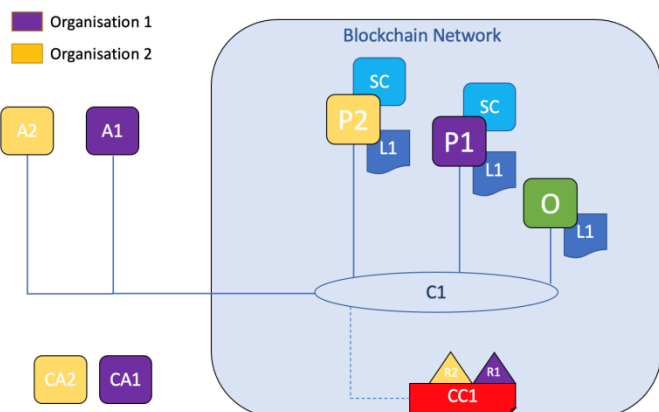 Organisation 1
Organisation 2
Blockchain Network
SC
P2
L1
SC
P1
L1
A2
A1
O
L1
C1
CA2
CA1
R2
R1
CC1